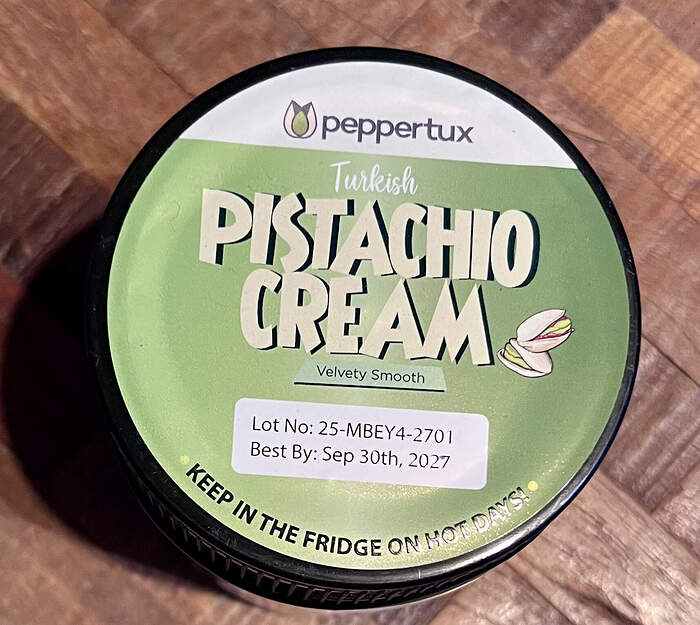 peppertux
Turkish
PISTACHIO
CREAM
Velvety Smooth
Lot No: 25-MBEY4-2701
Best By: Sep 30th, 2027
KEEP IN THE FRIDGE ON HOT DAYS!